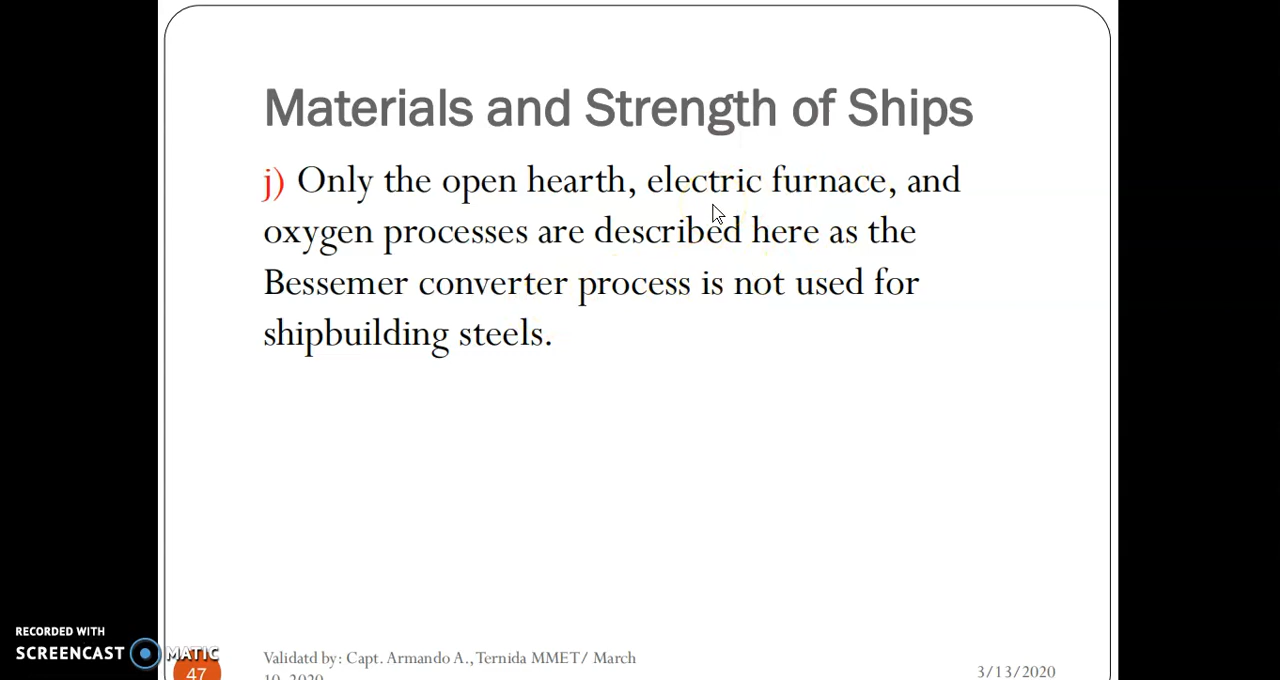 Materials and Strength of Ships
j) Only the open hearth, electric furnace, and
oxygen processes are described here as the
Bessemer converter process is not used for
shipbuilding steels.
RECORDED WITH
SCREENCAST MATIC
47
Validatd by: Capt. Armando A., Ternida MMET/ March
10, 2020
3/13/2020